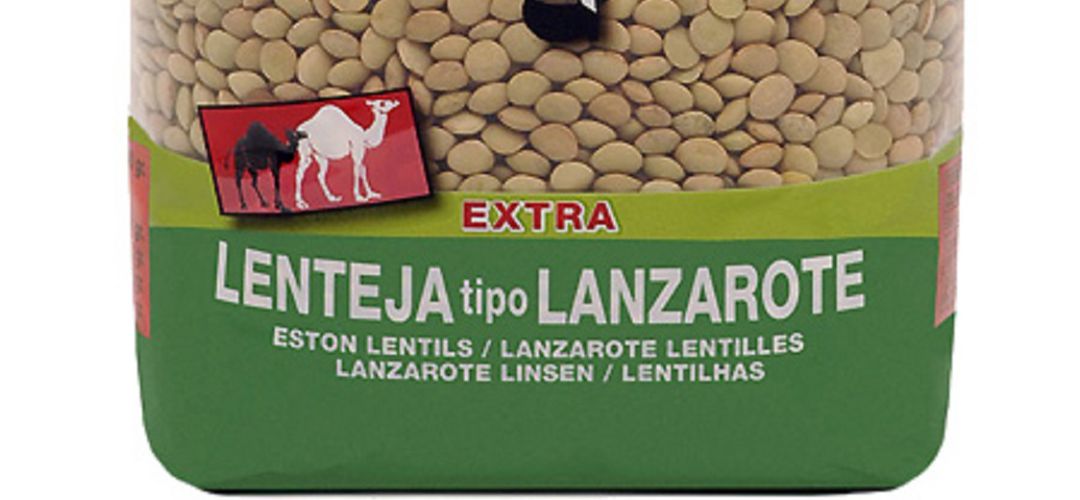 EXTRA
LENTEJA tipo LANZAROTE
ESTON LENTILS / LANZAROTE LENTILLES
LANZAROTE LINSEN / LENTILHAS